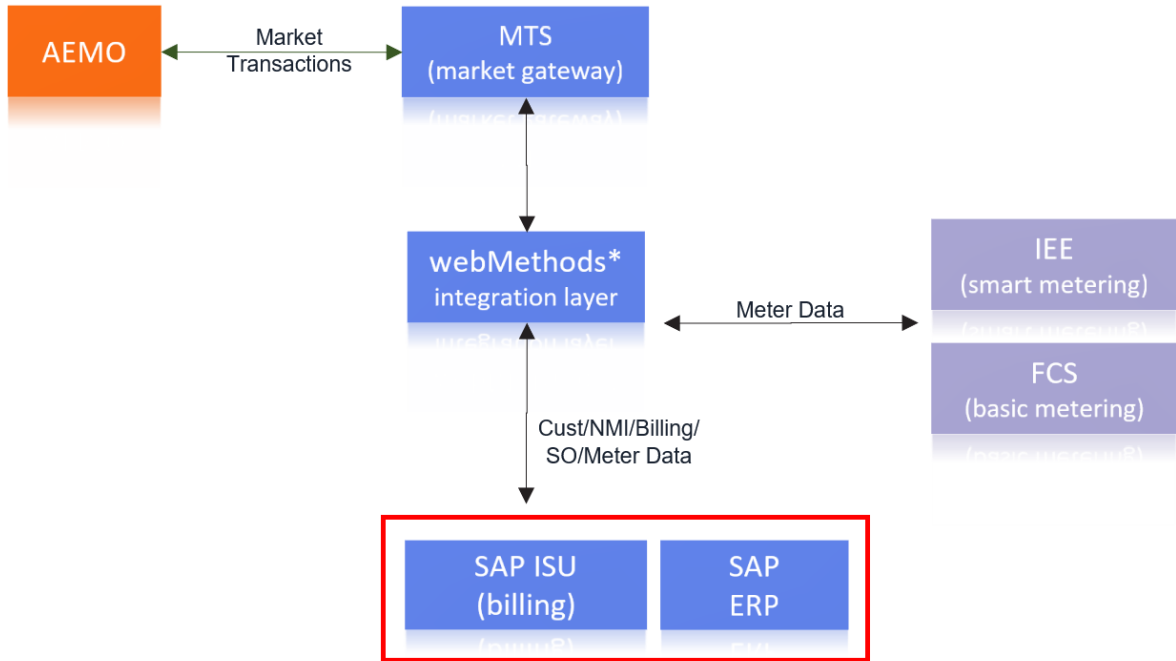 AEMO
Market
Transactions
MTS
(market gateway)
webMethods*
integration layer
Meter Data
IEE
(smart metering)
FCS
(basic metering)
Cust/NMI/Billing/
SO/Meter Data
SAP ISU
(billing)
SAP
ERP